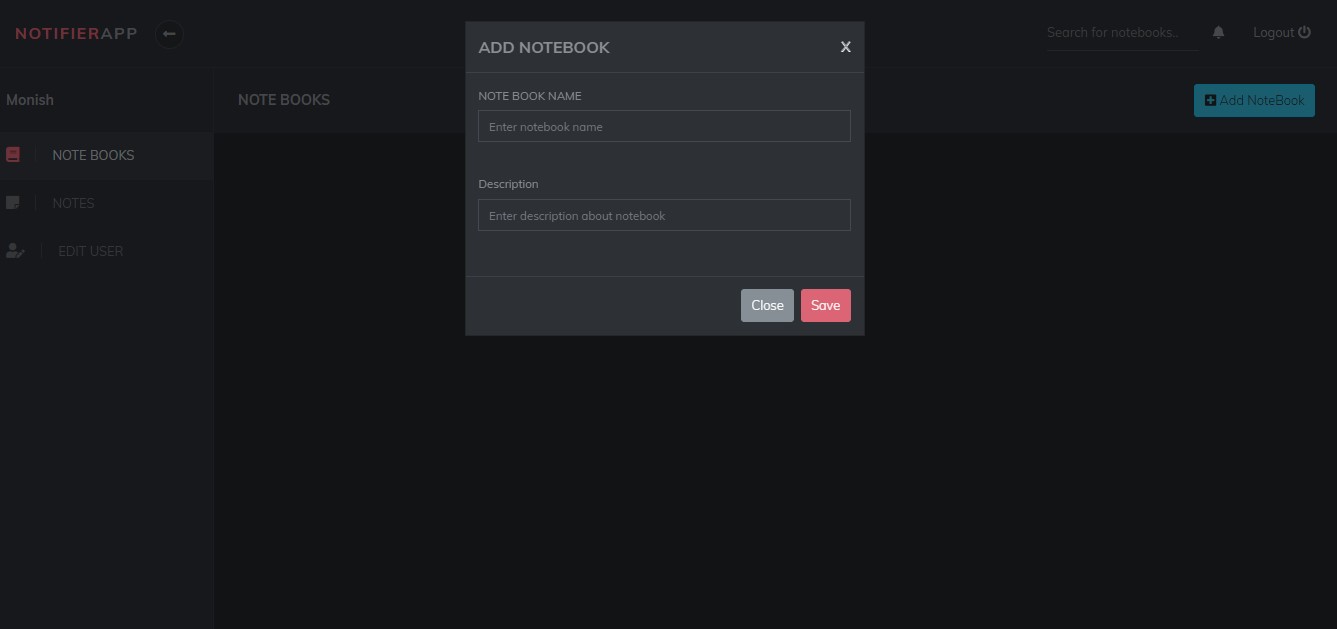 NOTIFIERAPP
Search for notebooks..
Logout
Monish
NOTE BOOKS
Add NoteBook
NOTE BOOKS
NOTES
EDIT USER
ADD NOTEBOOK
X
NOTE BOOK NAME
Enter notebook name
Description
Enter description about notebook
Close
Save